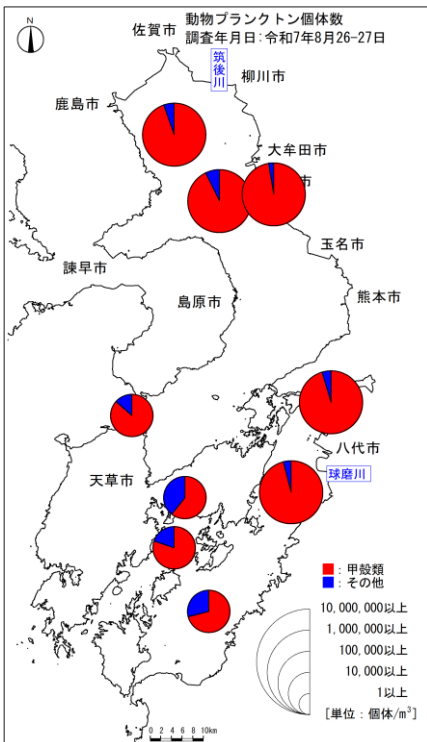 動物プランクトン個体数
調査年月日:令和7年8月26-27日
佐賀市
筑後川
柳川市
鹿島市
大牟田市
市
玉名市
諫早市
島原市
熊本市
八代市
球磨川
天草市
N
:甲殻類
:その他
10,000,000以上
1,000,000以上
100,000以上
10,000以上
1以上
[単位:個体/m³]
0 2 4 6 8 10km